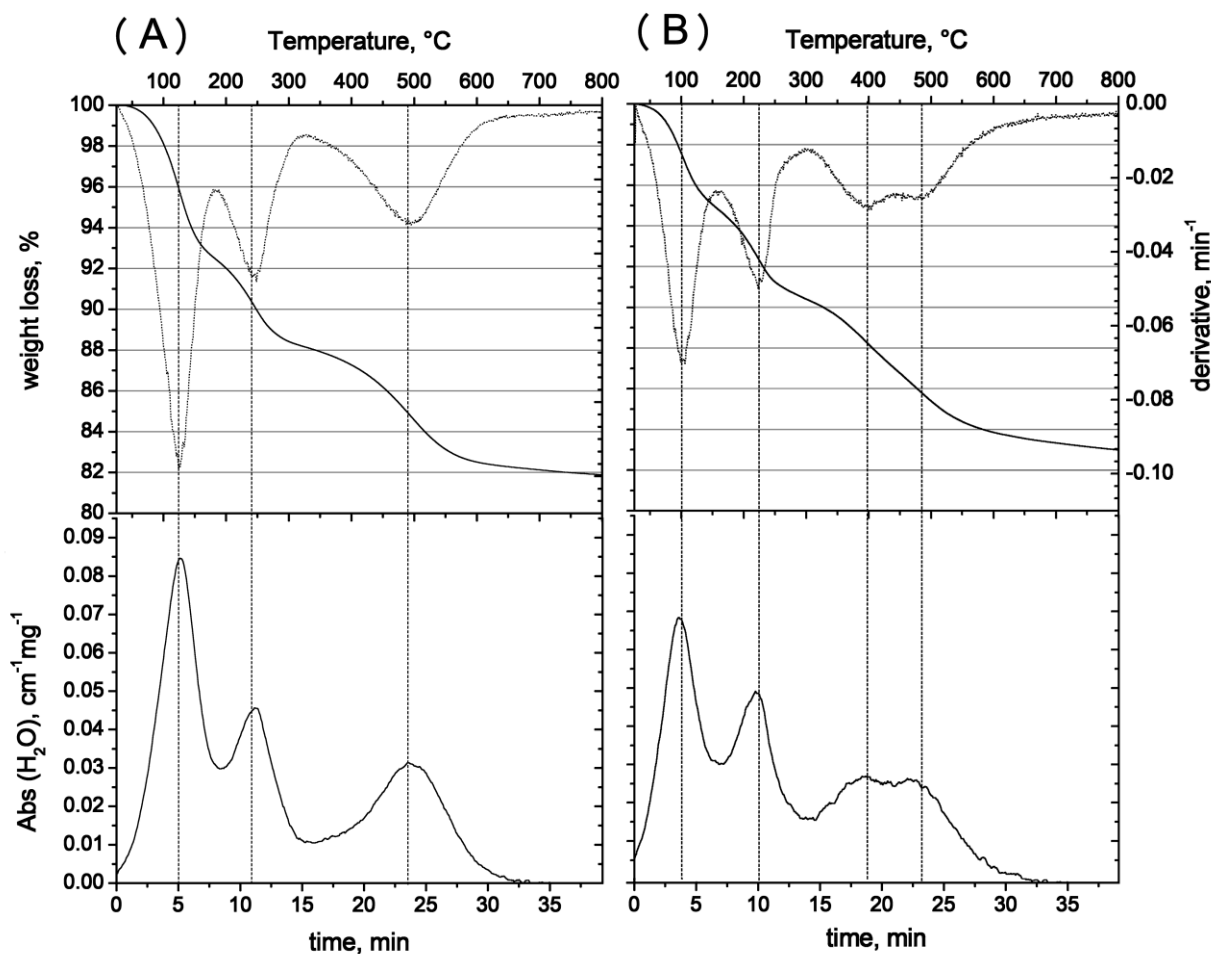 ( A )
Temperature, °C
100 200 300 400 500 600 700 800
100
98
96
94
92
90
88
86
84
82
80
weight loss, %
( B )
Temperature, °C
100 200 300 400 500 600 700 800
0.00
-0.02
-0.04
-0.06
-0.08
-0.10
derivative, min⁻¹
0.09
0.08
0.07
0.06
0.05
0.04
0.03
0.02
0.01
0.00
Abs (H₂O), cm⁻¹mg⁻¹
0 5 10 15 20 25 30 35
time, min
0 5 10 15 20 25 30 35
time, min